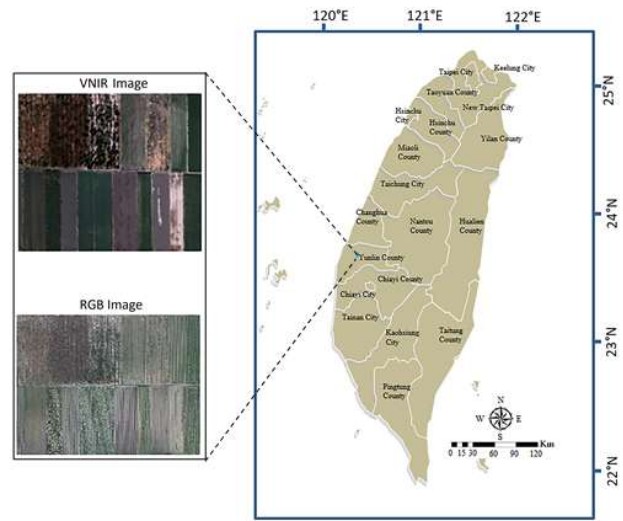 120°E 121°E 122°E
VNIR Image
RGB Image
Taipei City
Keelung City
Taoyuan County
New Taipei City
Hsinchu
City
Hsinchu
County
Yilan County
Miaoli
County
Taichung City
Changhua
County
Nantou
County
Hualien
County
Yunlin County
Chiayi County
Chiayi City
Tainan City
Kaohsiung
City
Taitung
County
Pingtung
County
N
W E
S
Km
0 15 30 60 90 120
25°N
24°N
23°N
22°N